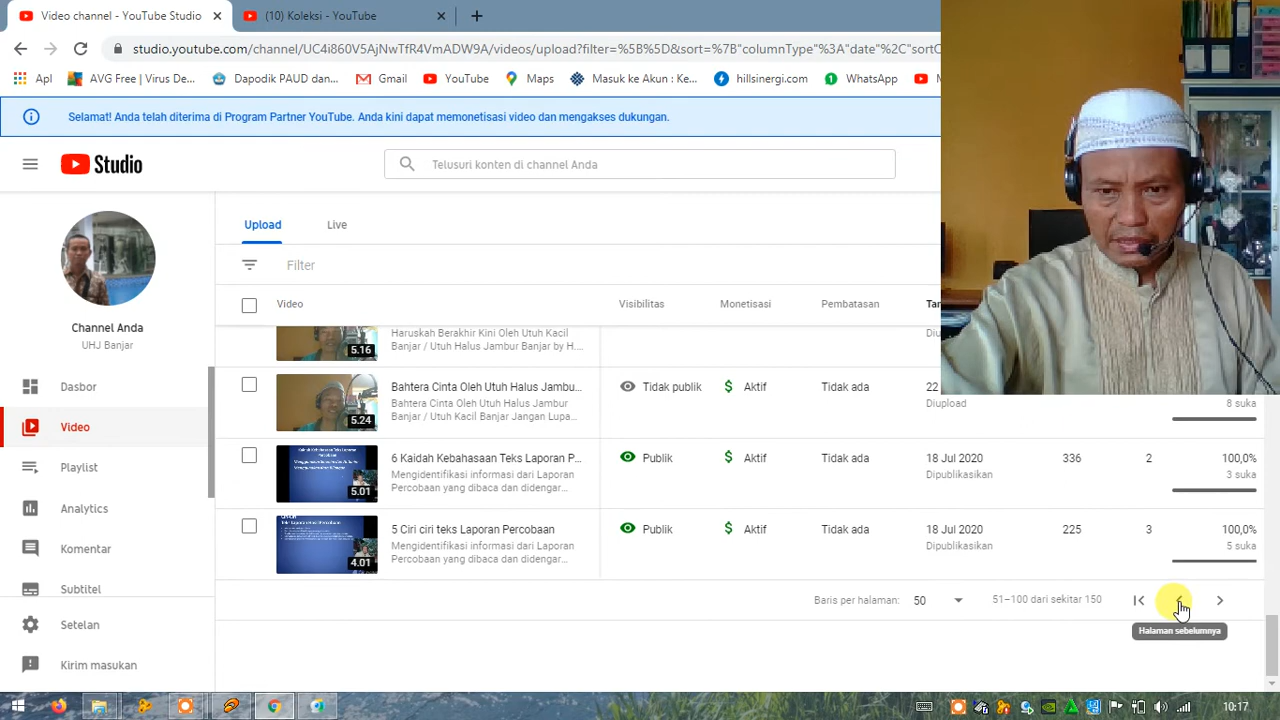 Video channel - YouTube Studio
(10) Koleksi - YouTube
studio.youtube.com/channel/UC4i860V5AjNwTfR4VmADW9A/videos/upload?filter=%5B%5D&sort=%7B"columnType"%3A"date"%2C"sortO
Apl
AVG Free | Virus De...
Dapodik PAUD dan...
Gmail
YouTube
Maps
Masuk ke Akun : Ke...
hillsinergi.com
WhatsApp
Selamat! Anda telah diterima di Program Partner YouTube. Anda kini dapat memonetisasi video dan mengakses dukungan.
Studio
Telusuri konten di channel Anda
Upload
Live
Filter
Video
Visibilitas
Monetisasi
Pembatasan
Channel Anda
UHJ Banjar
Dasbor
Video
Playlist
Analytics
Komentar
Subtitel
Setelan
Kirim masukan
5.16
Haruskah Berakhir Kini Oleh Utuh Kacil
Banjar / Utuh Halus Jambur Banjar by H...
5.24
Bahtera Cinta Oleh Utuh Halus Jambu...
Bahtera Cinta Oleh Utuh Halus Jambur
Banjar / Utuh Kacil Banjar Jangan Lupa...
Tidak publik
$ Aktif
Tidak ada
22
Diupload
8 suka
5.01
6 Kaidah Kebahasaan Teks Laporan P...
Mengidentifikasi informasi dari Laporan
Percobaan yang dibaca dan didengar...
Publik
$ Aktif
Tidak ada
18 Jul 2020
Dipublikasikan
336
2
100,0%
3 suka
4.01
5 Ciri ciri teks Laporan Percobaan
Mengidentifikasi informasi dari Laporan
Percobaan yang dibaca dan didengar...
Publik
$ Aktif
Tidak ada
18 Jul 2020
Dipublikasikan
225
3
100,0%
5 suka
Baris per halaman:
50
51–100 dari sekitar 150
Halaman sebelumnya
10:17